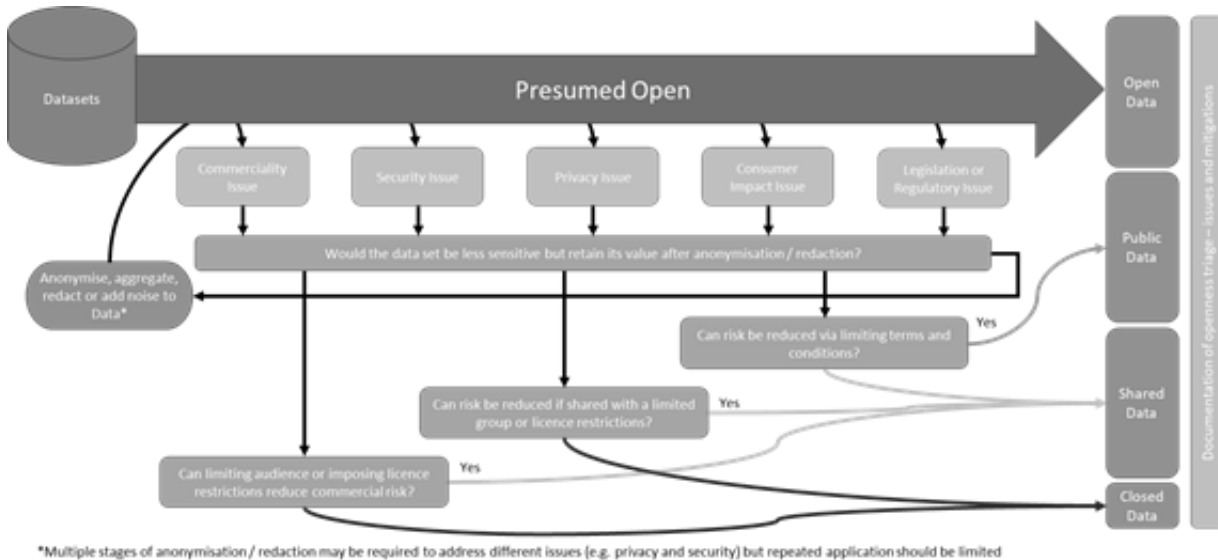 Datasets
Presumed Open
Open
Data
Commerciality
Issue
Security Issue
Privacy Issue
Consumer
Impact Issue
Legislation or
Regulatory Issue
Would the data set be less sensitive but retain its value after anonymisation / redaction?
Public
Data
Anonymise, aggregate,
redact or add noise to
Data*
Can risk be reduced via limiting terms and
conditions?
Yes
Can risk be reduced if shared with a limited
group or licence restrictions?
Yes
Shared
Data
Can limiting audience or imposing licence
restrictions reduce commercial risk?
Yes
Closed
Data
Documentation of openness triage – issues and mitigations
*Multiple stages of anonymisation / redaction may be required to address different issues (e.g. privacy and security) but repeated application should be limited